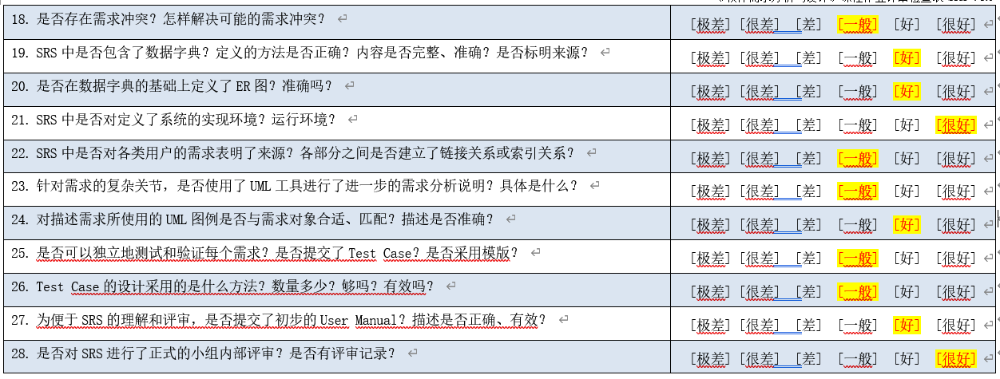 18. 是否存在需求冲突？怎样解决可能的需求冲突？ [极差] [很差] [差] [一般] [好] [很好]
19. SRS 中是否包含了数据字典？定义的方法是否正确？内容是否完整、准确？是否标明来源？ [极差] [很差] [差] [一般] [好] [很好]
20. 是否在数据字典的基础上定义了 ER 图？准确吗？ [极差] [很差] [差] [一般] [好] [很好]
21. SRS 中是否对定义了系统的实现环境？运行环境？ [极差] [很差] [差] [一般] [好] [很好]
22. SRS 中是否对各类用户的需求表明了来源？各部分之间是否建立了链接关系或索引关系？ [极差] [很差] [差] [一般] [好] [很好]
23. 针对需求的复杂关节，是否使用了 UML 工具进行了进一步的需求分析说明？具体是什么？ [极差] [很差] [差] [一般] [好] [很好]
24. 对描述需求所使用的 UML 图例是否与需求对象合适、匹配？描述是否准确？ [极差] [很差] [差] [一般] [好] [很好]
25. 是否可以独立地测试和验证每个需求？是否提交了 Test Case？是否采用模版？ [极差] [很差] [差] [一般] [好] [很好]
26. Test Case 的设计采用的是什么方法？数量多少？够吗？有效吗？ [极差] [很差] [差] [一般] [好] [很好]
27. 为便于 SRS 的理解和评审，是否提交了初步的 User Manual？描述是否正确、有效？ [极差] [很差] [差] [一般] [好] [很好]
28. 是否对 SRS 进行了正式的小组内部评审？是否有评审记录？ [极差] [很差] [差] [一般] [好] [很好]